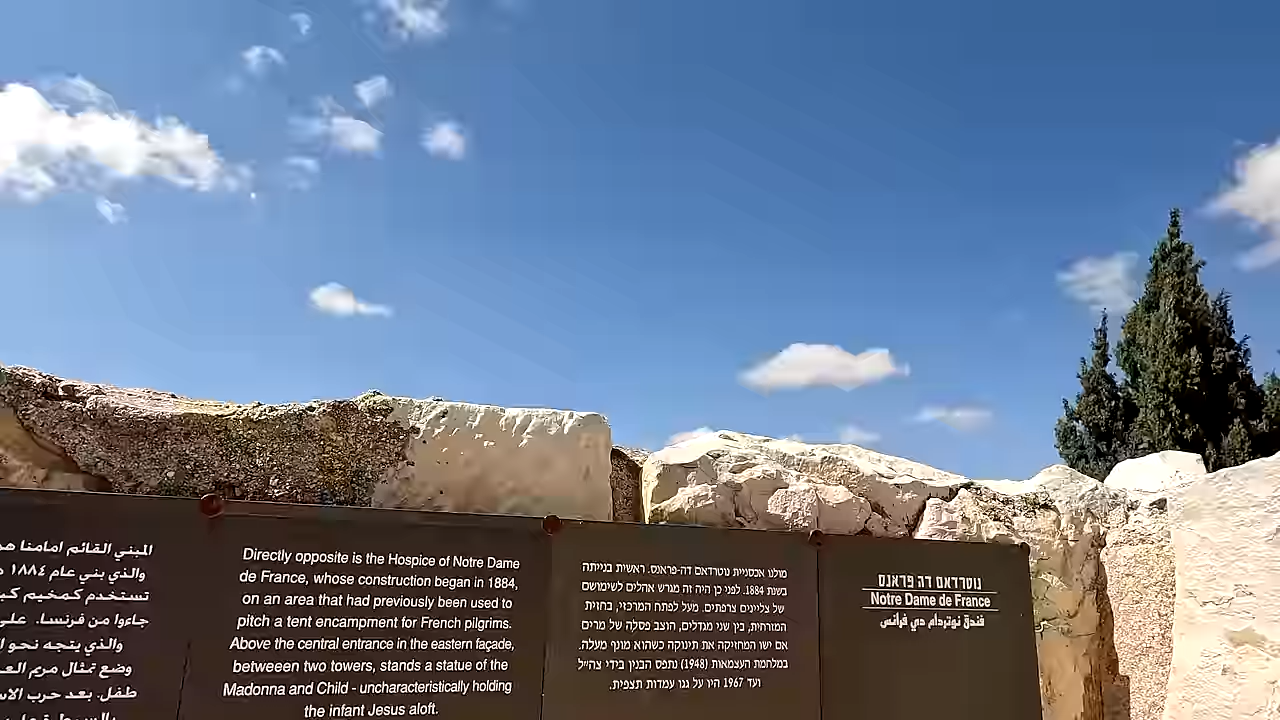 נוטרדאם דה פראנס
Notre Dame de France
فندق نوتردام دي فرانس
מולנו אכסניית נוטרדאם דה-פראנס. ראשית בנייתה
בשנת 1884. לפני כן היה זה מגרש אהלים לשימושם
של צליינים צרפתים. מעל לפתח המרכזי, בחזית
המזרחית, בין שני מגדלים, הוצב פסלה של מרים
אם ישו המחזיקה את תינוקה כשהוא מונף מעלה.
במלחמת העצמאות (1948) נתפס הבנין בידי צה״ל
ועד 1967 היו על גגו עמדות תצפית.
Directly opposite is the Hospice of Notre Dame
de France, whose construction began in 1884,
on an area that had previously been used to
pitch a tent encampment for French pilgrims.
Above the central entrance in the eastern façade,
betweeen two towers, stands a statue of the
Madonna and Child - uncharacteristically holding
the infant Jesus aloft.
المبني القائم امامنا
والذي بني عام ١٨٨٤
تستخدم كمخيم
جاءوا من فرنسا. على
والذي يتجه نحو
وضع تمثال مريم
طفل. بعد حرب